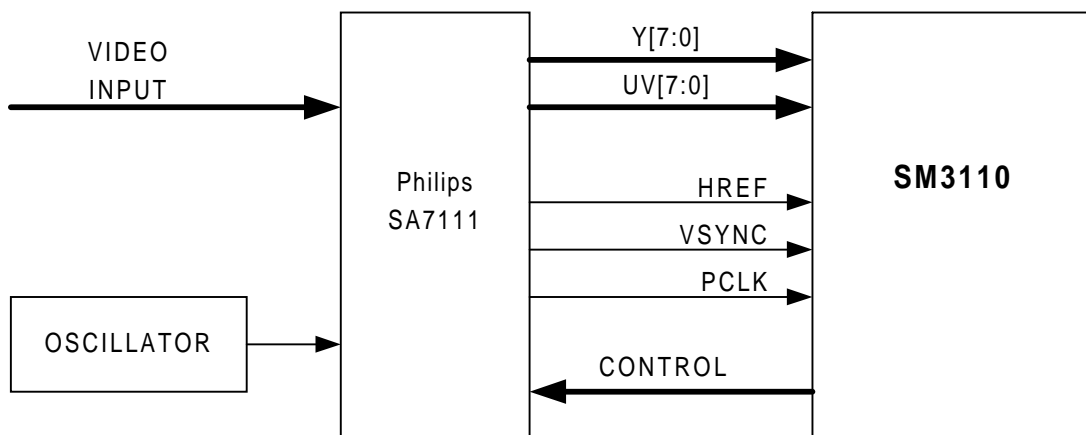 VIDEO
INPUT
Y[7:0]
UV[7:0]
Philips
SA7111
SM3110
HREF
VSYNC
PCLK
OSCILLATOR
CONTROL